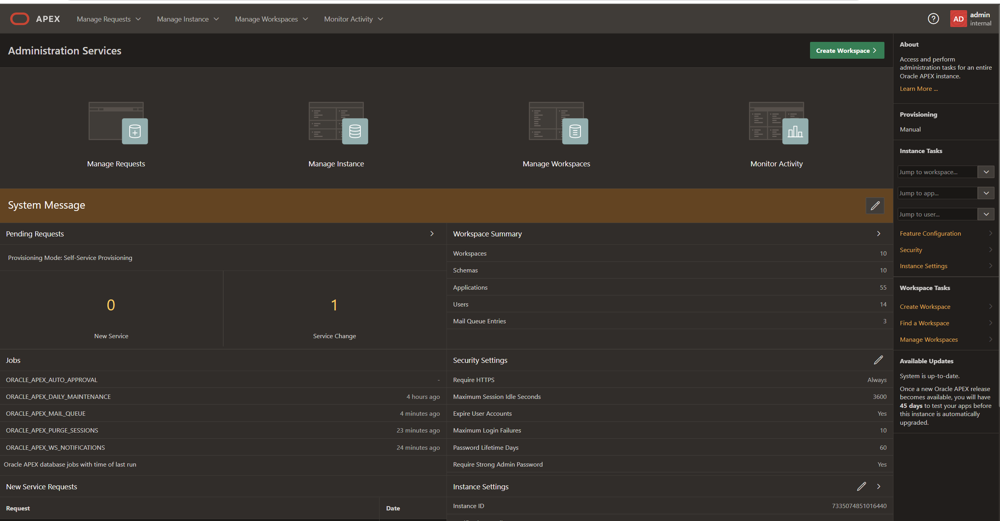 APEX
Manage Requests
Manage Instance
Manage Workspaces
Monitor Activity
?
AD
admin
internal
Administration Services
Create Workspace
Manage Requests
Manage Instance
Manage Workspaces
Monitor Activity
System Message
Pending Requests
Provisioning Mode: Self-Service Provisioning
0
New Service
1
Service Change
Workspace Summary
Workspaces 10
Schemas 10
Applications 55
Users 14
Mail Queue Entries 3
Jobs
ORACLE_APEX_AUTO_APPROVAL -
ORACLE_APEX_DAILY_MAINTENANCE 4 hours ago
ORACLE_APEX_MAIL_QUEUE 4 minutes ago
ORACLE_APEX_PURGE_SESSIONS 23 minutes ago
ORACLE_APEX_WS_NOTIFICATIONS 24 minutes ago
Oracle APEX database jobs with time of last run
Security Settings
Require HTTPS Always
Maximum Session Idle Seconds 3600
Expire User Accounts Yes
Maximum Login Failures 10
Password Lifetime Days 60
Require Strong Admin Password Yes
New Service Requests
Request Date
Instance Settings
Instance ID 7335074851016440
About
Access and perform
administration tasks for an entire
Oracle APEX instance.
Learn More ...
Provisioning
Manual
Instance Tasks
Jump to workspace...
Jump to app...
Jump to user...
Feature Configuration
Security
Instance Settings
Workspace Tasks
Create Workspace
Find a Workspace
Manage Workspaces
Available Updates
System is up-to-date.
Once a new Oracle APEX release
becomes available, you will have
45 days to test your apps before
this instance is automatically
upgraded.